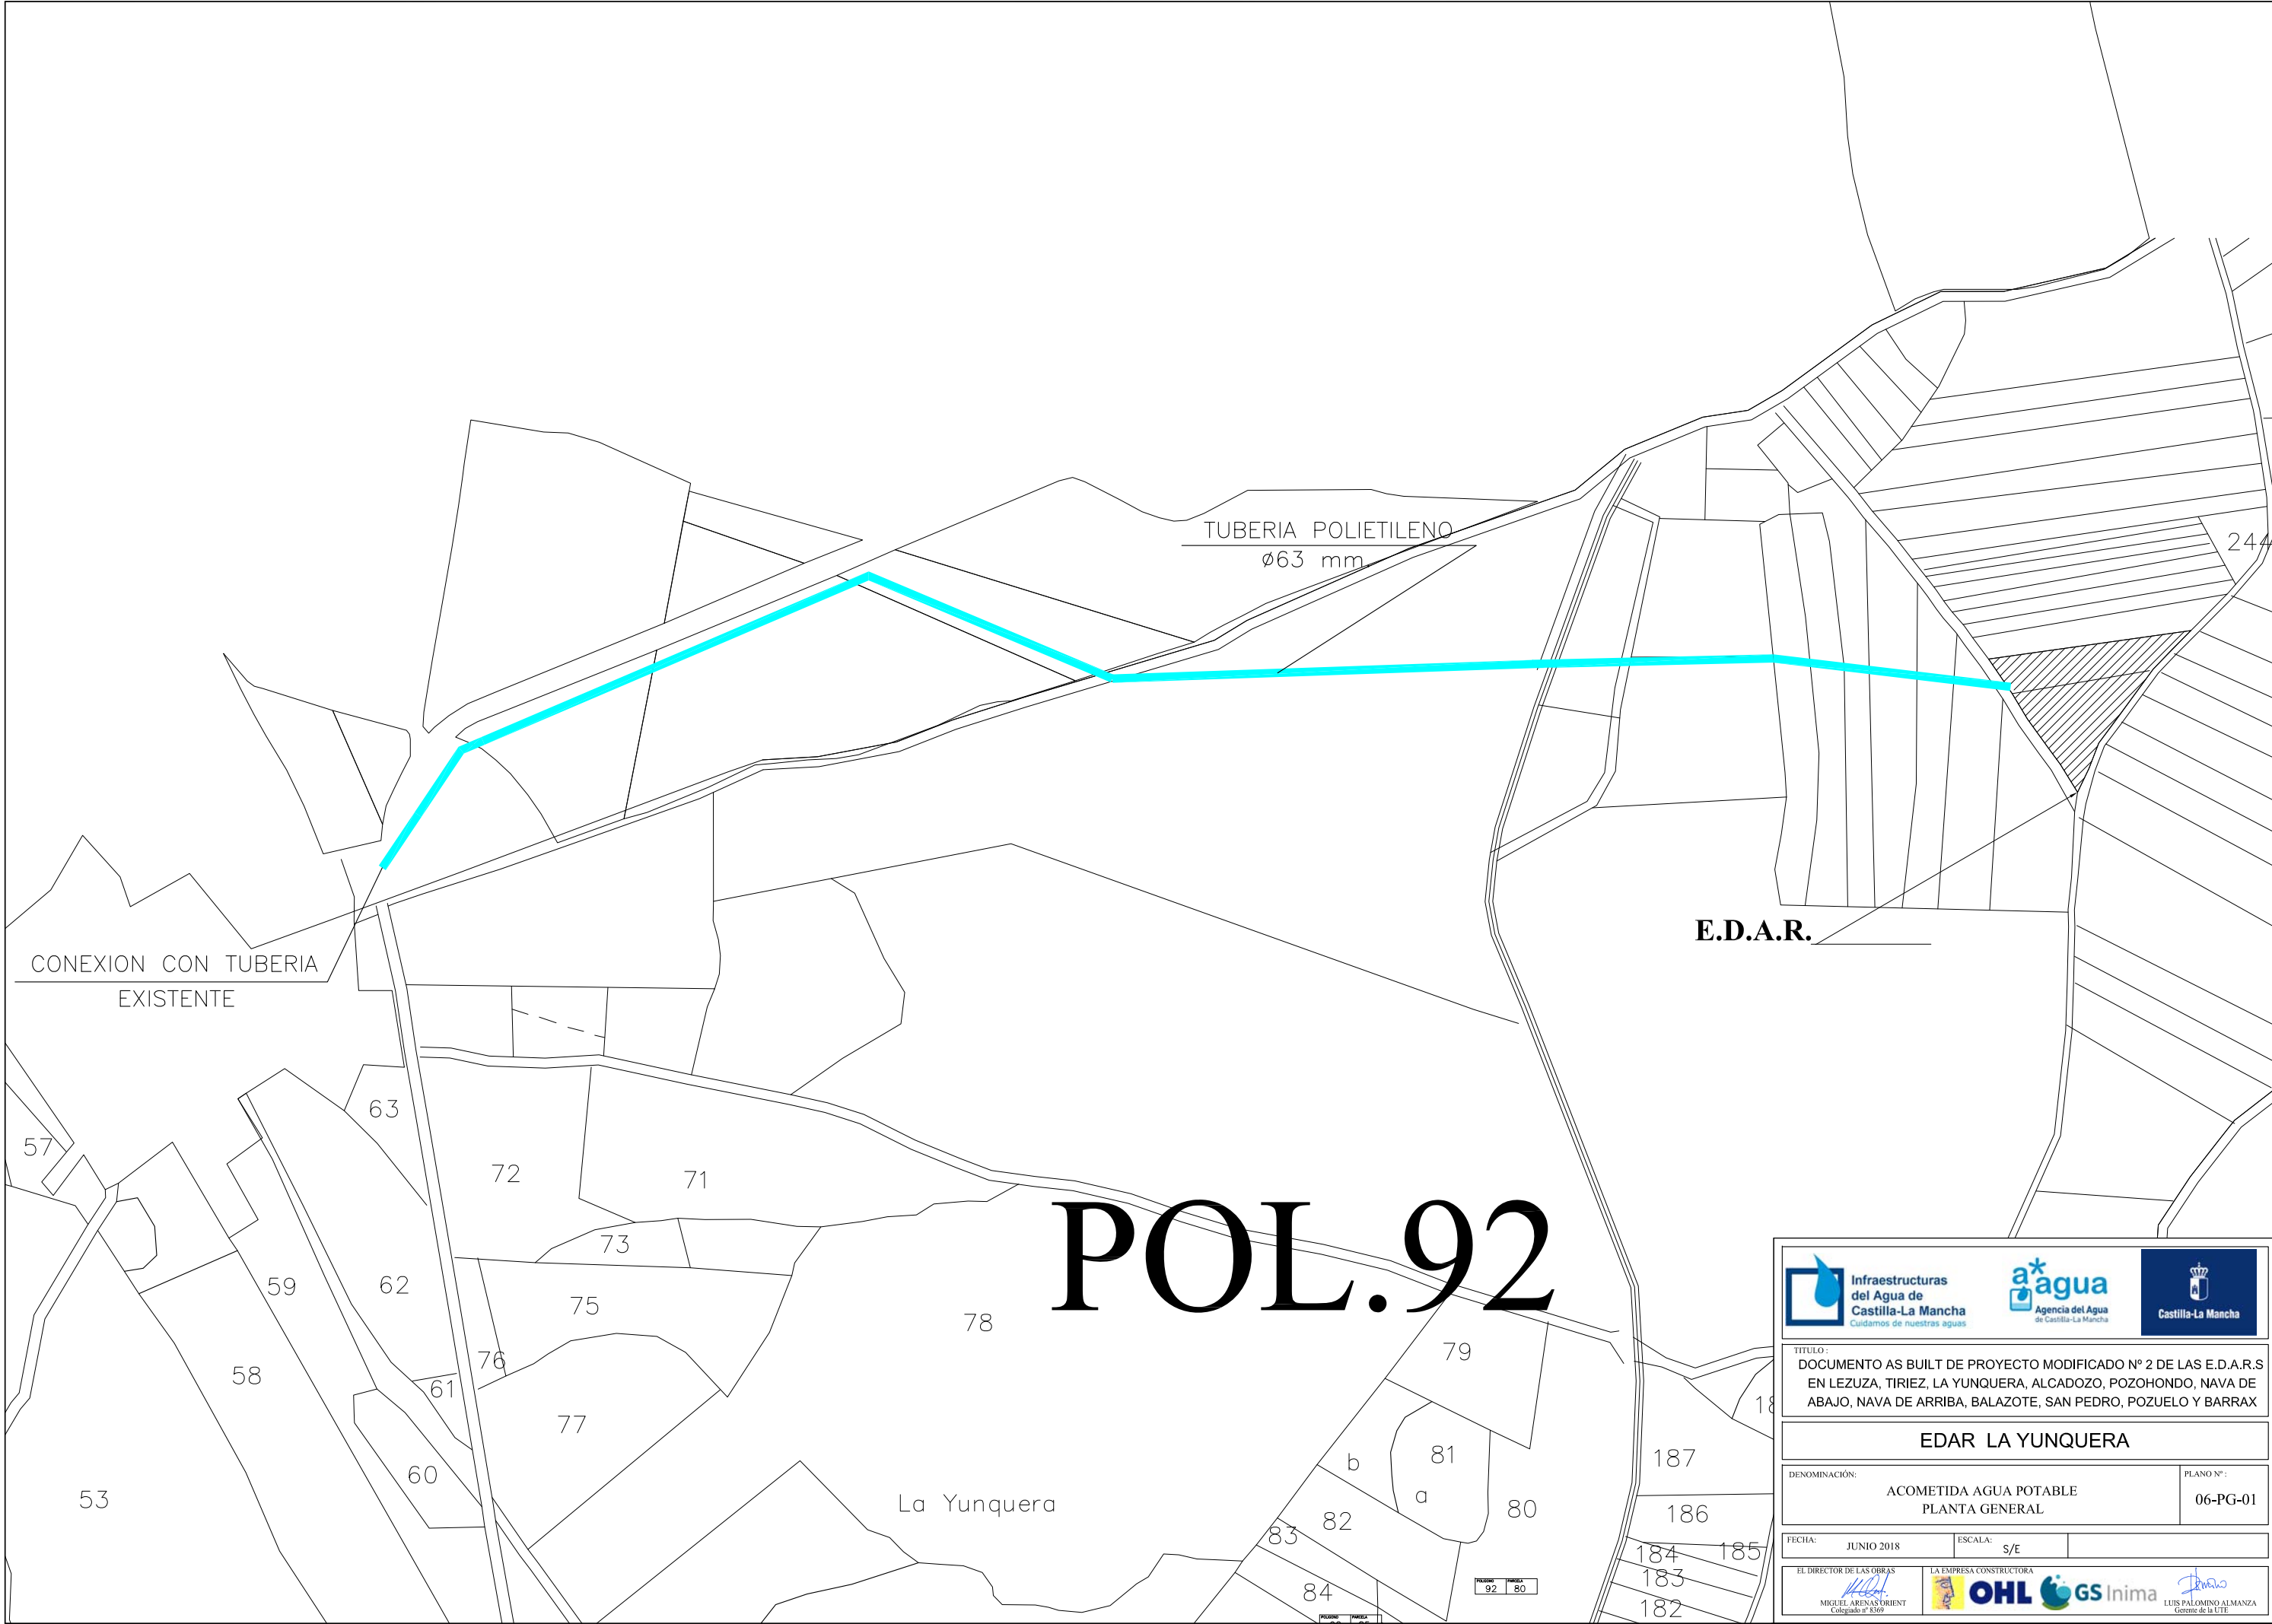 TUBERIA POLIETILENO
Ø63 mm.
244
E.D.A.R.
CONEXION CON TUBERIA
EXISTENTE
63
57
72
71
73
59
62
75
78
POL.92
79
76
58
61
77
81
b
187
18
60
a
53
La Yunquera
80
82
186
83
184
185
183
84
182
POLIGONO PARCELA
92 80
POLIGONO PARCELA
Infraestructuras
del Agua de
Castilla-La Mancha
Cuidamos de nuestras aguas
a*agua
Agencia del Agua
de Castilla-La Mancha
Castilla-La Mancha
TITULO :
DOCUMENTO AS BUILT DE PROYECTO MODIFICADO Nº 2 DE LAS E.D.A.R.S
EN LEZUZA, TIRIEZ, LA YUNQUERA, ALCADOZO, POZOHONDO, NAVA DE
ABAJO, NAVA DE ARRIBA, BALAZOTE, SAN PEDRO, POZUELO Y BARRAX
EDAR LA YUNQUERA
DENOMINACIÓN:
ACOMETIDA AGUA POTABLE
PLANTA GENERAL
PLANO Nº :
06-PG-01
FECHA:
JUNIO 2018
ESCALA:
S/E
EL DIRECTOR DE LAS OBRAS
MIGUEL ARENAS ORIENT
Colegiado nº 8369
LA EMPRESA CONSTRUCTORA
OHL
GS Inima
LUIS PALOMINO ALMANZA
Gerente de la UTE